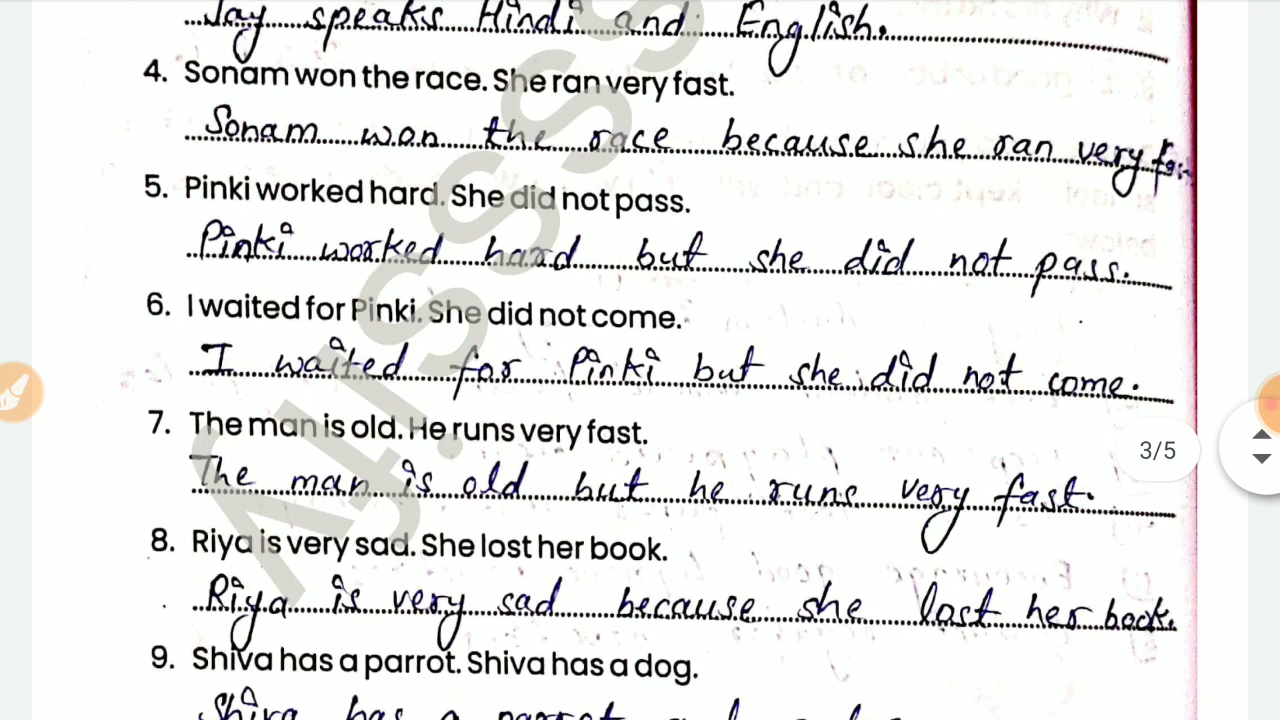 Jay speaks Hindi and English.
4. Sonam won the race. She ran very fast.
Sonam won the race because she ran very
5. Pinki worked hard. She did not pass.
Pinki worked hard but she did not pass.
6. I waited for Pinki. She did not come.
I waited for Pinki but she did not come.
7. The man is old. He runs very fast.
The man is old but he runs very fast.
3/5
8. Riya is very sad. She lost her book.
Riya is very sad because she lost her book.
9. Shiva has a parrot. Shiva has a dog.
Shiva has a parrot